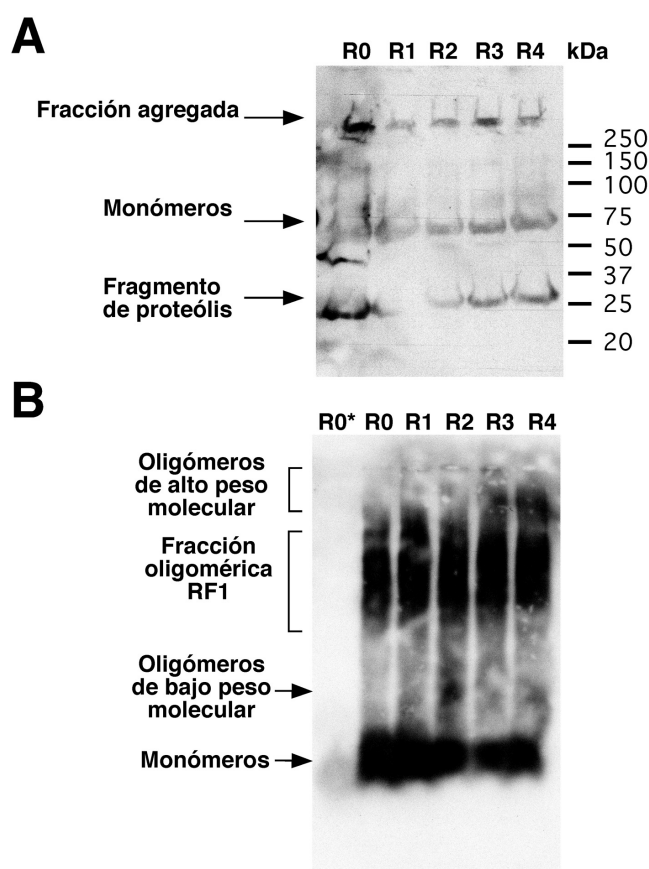 A
R0 R1 R2 R3 R4 kDa
Fracción agregada
250
150
100
Monómeros
75
50
37
Fragmento
de proteólis
25
20
B
R0* R0 R1 R2 R3 R4
Oligómeros
de alto peso
molecular
Fracción
oligomérica
RF1
Oligómeros
de bajo peso
molecular
Monómeros